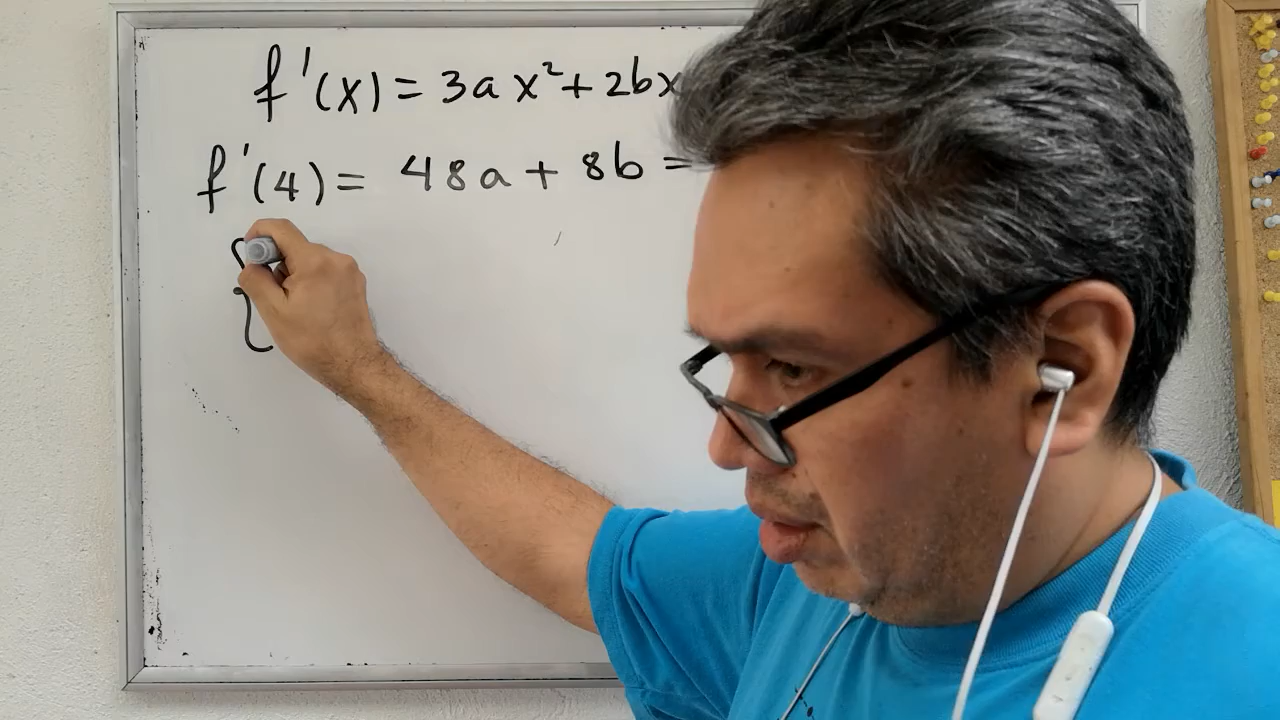 f'(x) = 3ax² + 2bx
f'(4) = 48a + 8b =
{